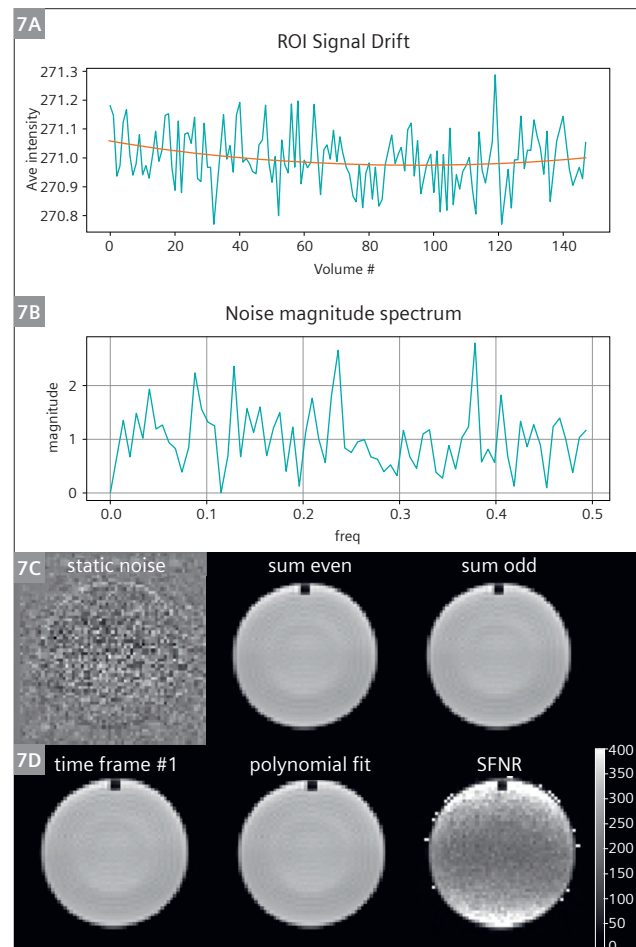 7A
ROI Signal Drift
271.3
271.2
271.1
271.0
270.9
270.8
Ave intensity
0 20 40 60 80 100 120 140
Volume #
7B
Noise magnitude spectrum
2
1
0
magnitude
0.0 0.1 0.2 0.3 0.4 0.5
freq
7C
static noise sum even sum odd
7D
time frame #1 polynomial fit SFNR
400
350
300
250
200
150
100
50
0